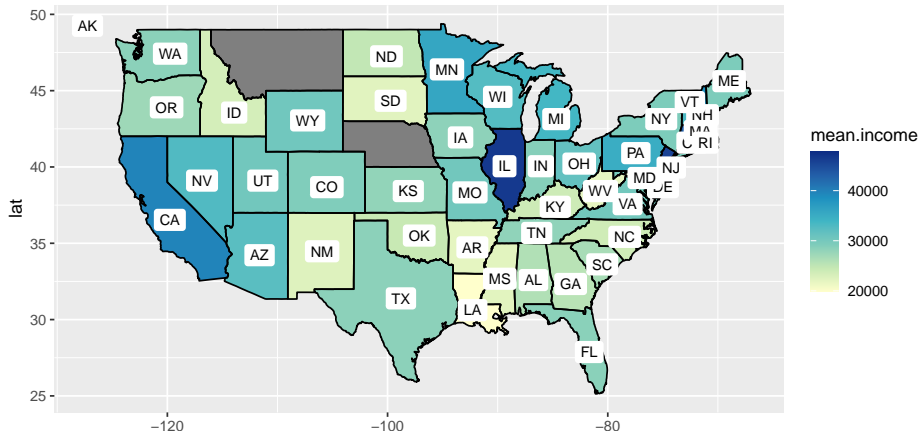 50
AK
WA
ND
MN
ME
45
OR
ID
SD
WI
VT
NH
NY
WY
MI
MA
IA
RI
40
NV
UT
CO
KS
MO
IL
IN
OH
PA
NJ
MD
DE
WV
VA
CA
KY
35
AZ
NM
OK
AR
TN
NC
SC
MS
AL
GA
TX
LA
30
FL
25
lat
−120
−100
−80
mean.income
40000
30000
20000